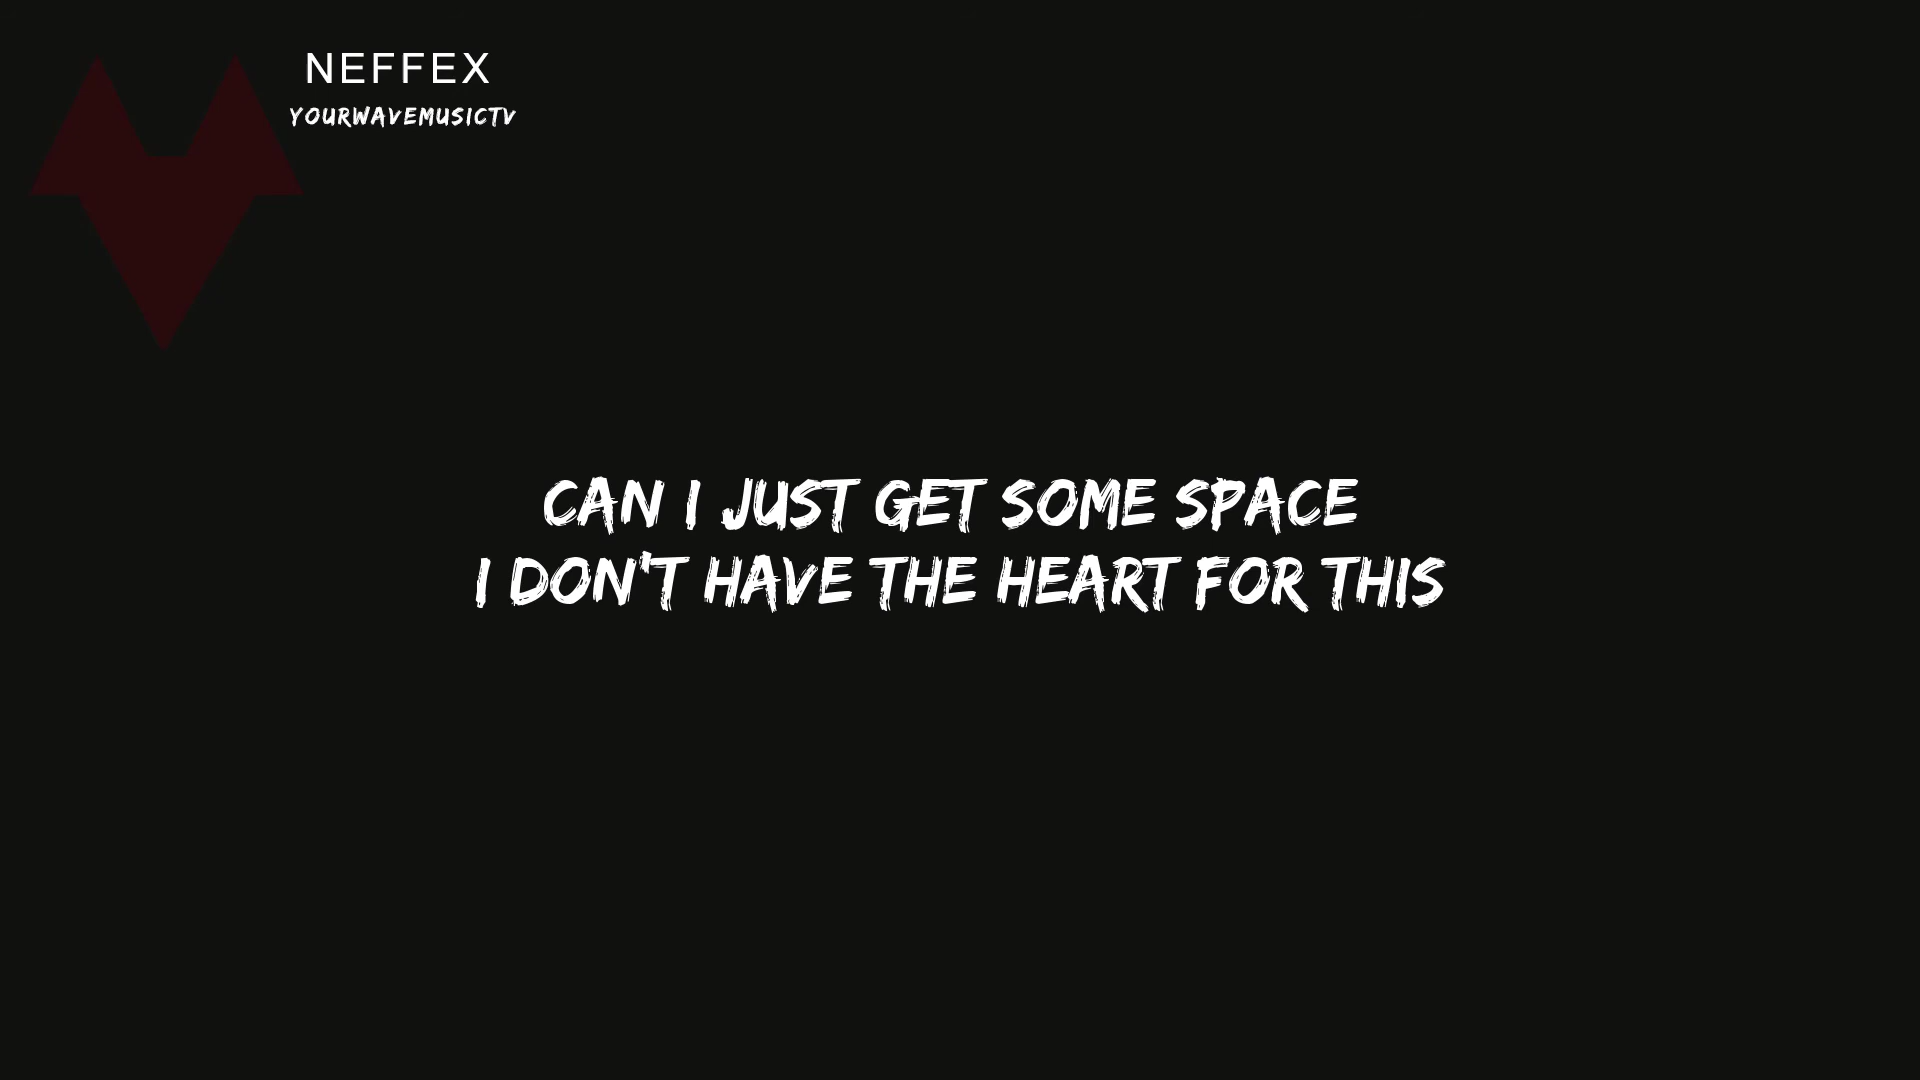 NEFFEX
YOURWAVEMUSICTV
CAN I JUST GET SOME SPACE
I DON'T HAVE THE HEART FOR THIS